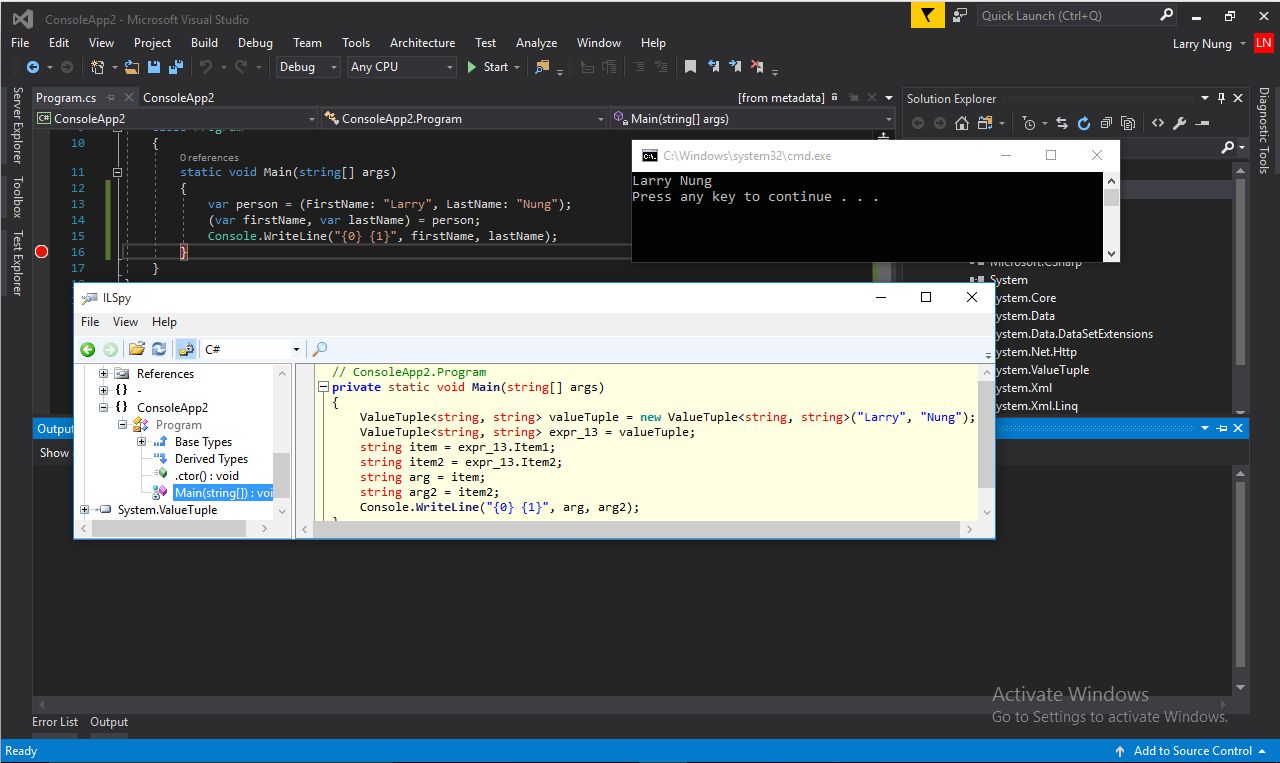 ConsoleApp2 - Microsoft Visual Studio
Quick Launch (Ctrl+Q)
File Edit View Project Build Debug Team Tools Architecture Test Analyze Window Help
Larry Nung LN
Debug Any CPU Start
Server Explorer
Toolbox
Test Explorer
Program.cs ConsoleApp2 [from metadata]
C# ConsoleApp2 ConsoleApp2.Program Main(string[] args)
10 {
0 references
11 static void Main(string[] args)
12 {
13 var person = (FirstName: "Larry", LastName: "Nung");
14 (var firstName, var lastName) = person;
15 Console.WriteLine("{0} {1}", firstName, lastName);
16 }
17 }
Solution Explorer
Diagnostic Tools
C:\Windows\system32\cmd.exe
Larry Nung
Press any key to continue . . .
Microsoft.CSharp
System
ystem.Core
ystem.Data
ystem.Data.DataSetExtensions
ystem.Net.Http
ystem.ValueTuple
ystem.Xml
ystem.Xml.Linq
ILSpy
File View Help
C#
References
{} -
{} ConsoleApp2
Program
Base Types
Derived Types
.ctor() : void
Main(string[]) : voi
System.ValueTuple
// ConsoleApp2.Program
private static void Main(string[] args)
{
ValueTuple<string, string> valueTuple = new ValueTuple<string, string>("Larry", "Nung");
ValueTuple<string, string> expr_13 = valueTuple;
string item = expr_13.Item1;
string item2 = expr_13.Item2;
string arg = item;
string arg2 = item2;
Console.WriteLine("{0} {1}", arg, arg2);
}
Output
Show
Activate Windows
Go to Settings to activate Windows.
Error List Output
Ready
Add to Source Control